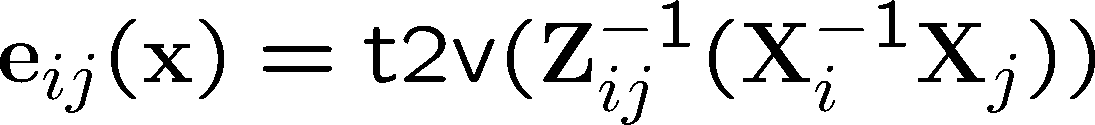 e_{ij}(x) = t2v(Z_{ij}^{-1}(X_i^{-1}X_j))